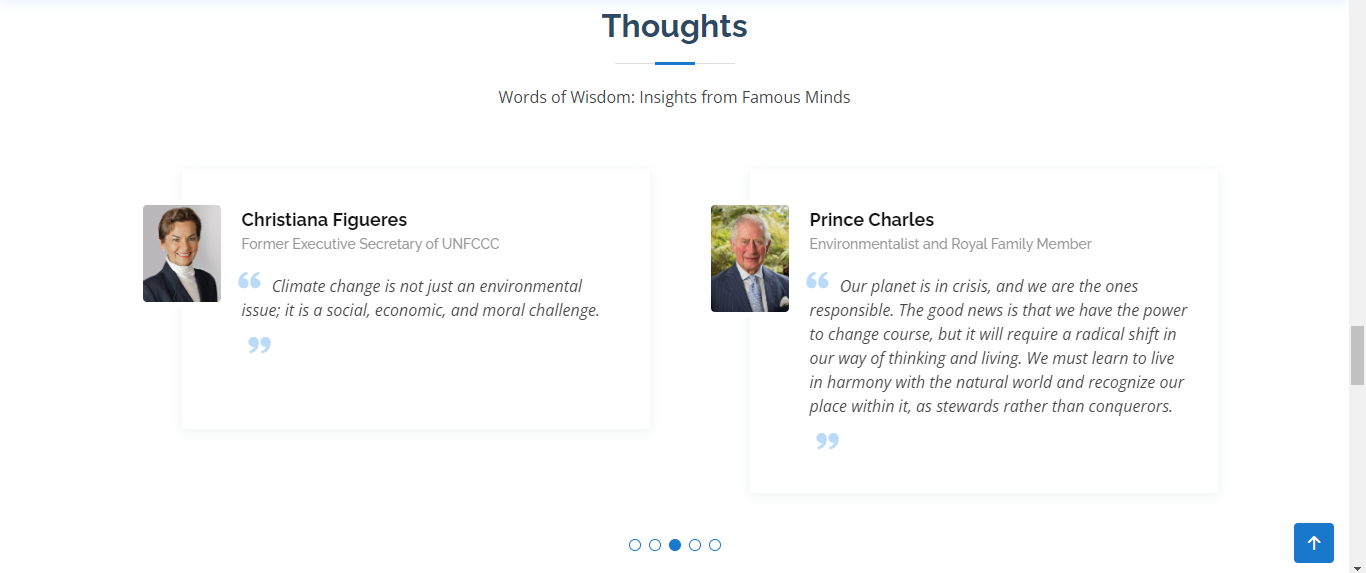 Thoughts
Words of Wisdom: Insights from Famous Minds
Christiana Figueres
Former Executive Secretary of UNFCCC
“ Climate change is not just an environmental
issue; it is a social, economic, and moral challenge.
”
Prince Charles
Environmentalist and Royal Family Member
“ Our planet is in crisis, and we are the ones
responsible. The good news is that we have the power
to change course, but it will require a radical shift in
our way of thinking and living. We must learn to live
in harmony with the natural world and recognize our
place within it, as stewards rather than conquerors.
”